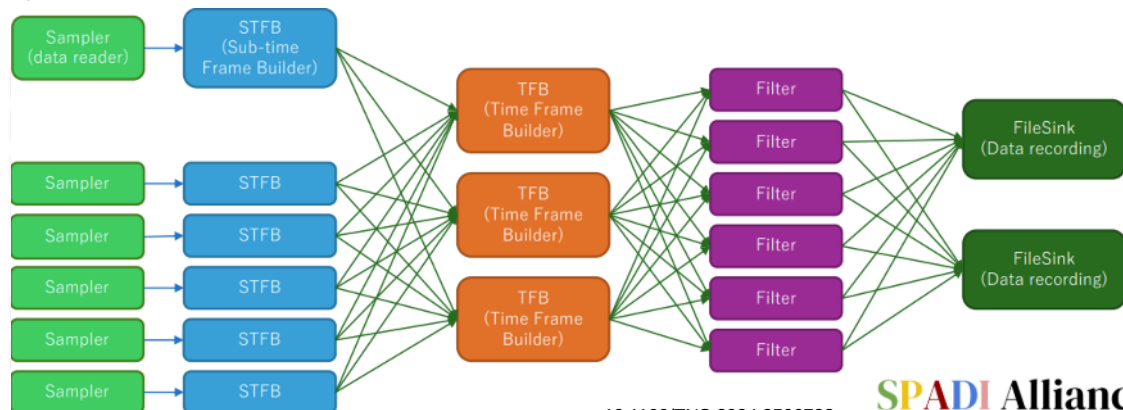 Sampler
(data reader)
STFB
(Sub-time
Frame Builder)
TFB
(Time Frame
Builder)
Filter
FileSink
(Data recording)
Filter
Sampler
STFB
TFB
(Time Frame
Builder)
Filter
Sampler
STFB
Filter
FileSink
(Data recording)
Sampler
STFB
TFB
(Time Frame
Builder)
Filter
Sampler
STFB
Filter
Sampler
STFB
SPADI Allianc